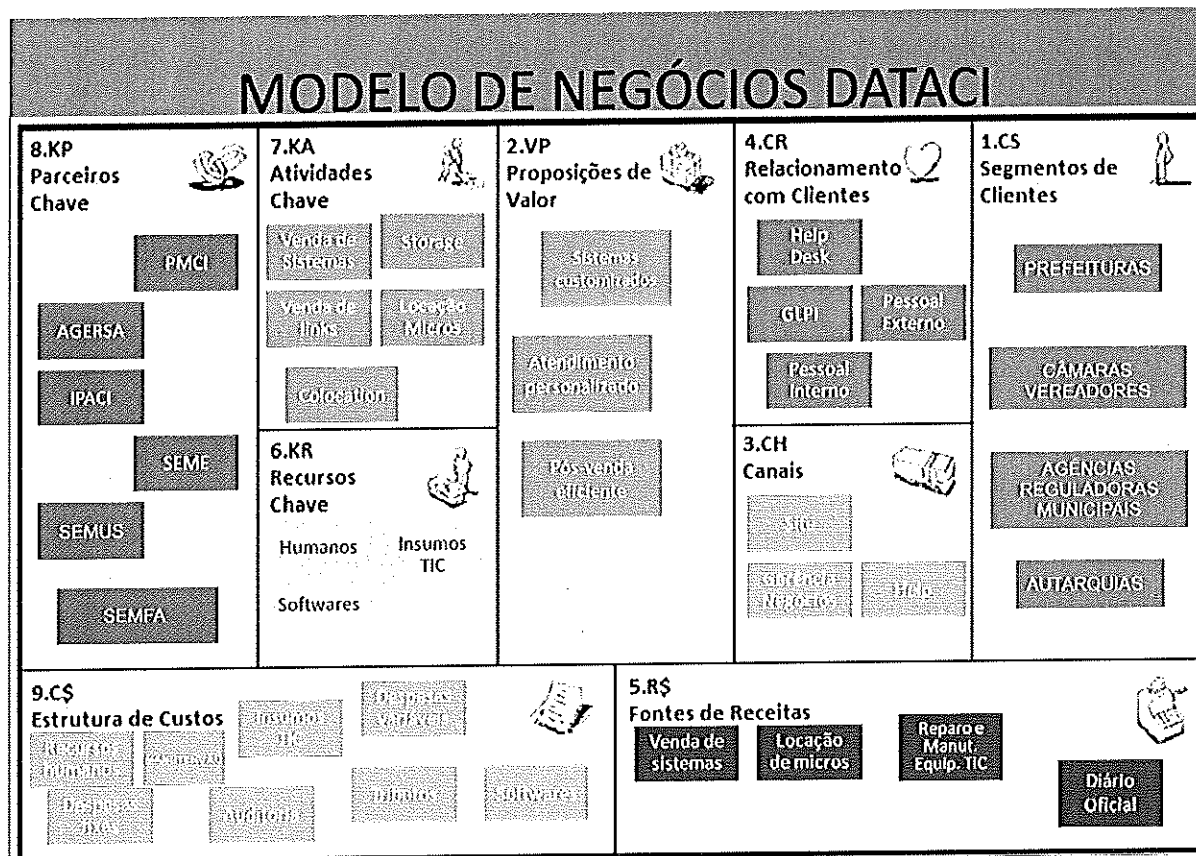 MODELO DE NEGÓCIOS DATACI
8.KP
Parceiros
Chave
PMCI
AGERSA
IPACI
SEME
SEMUS
SEMFA
7.KA
Atividades
Chave
Venda de
Sistemas
Storage
Venda de
links
Locação
Micros
Colocation
6.KR
Recursos
Chave
Humanos
Insumos
TIC
Softwares
2.VP
Proposições de
Valor
Sistemas
customizados
Atendimento
personalizado
Pós-venda
eficiente
4.CR
Relacionamento
com Clientes
Help
Desk
GLPI
Pessoal
Externo
Pessoal
Interno
3.CH
Canais
Site
Gerência
Negócios
Help
1.CS
Segmentos de
Clientes
PREFEITURAS
CÂMARAS
VEREADORES
AGÊNCIAS
REGULADORAS
MUNICIPAIS
AUTARQUIAS
9.C$
Estrutura de Custos
Recursos
humanos
Insumos
TIC
Despesas
variável
Despesas
fixas
auditoria
Tributos
software
5.R$
Fontes de Receitas
Venda de
sistemas
Locação
de micros
Reparo e
Manut.
Equip. TIC
Diário
Oficial